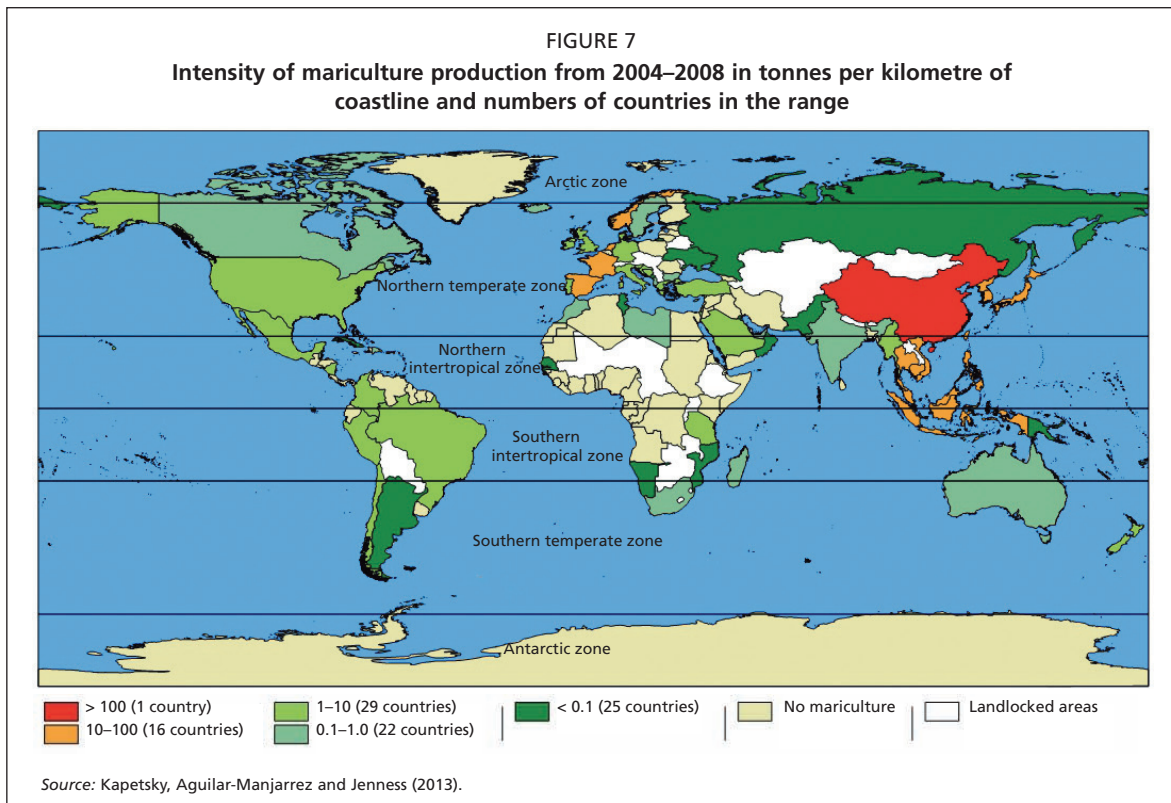 FIGURE 7
Intensity of mariculture production from 2004–2008 in tonnes per kilometre of
coastline and numbers of countries in the range
Arctic zone
Northern temperate zone
Northern
intertropical zone
Southern
intertropical zone
Southern temperate zone
Antarctic zone
> 100 (1 country)
10–100 (16 countries)
1–10 (29 countries)
0.1–1.0 (22 countries)
< 0.1 (25 countries)
No mariculture
Landlocked areas
Source: Kapetsky, Aguilar-Manjarrez and Jenness (2013).